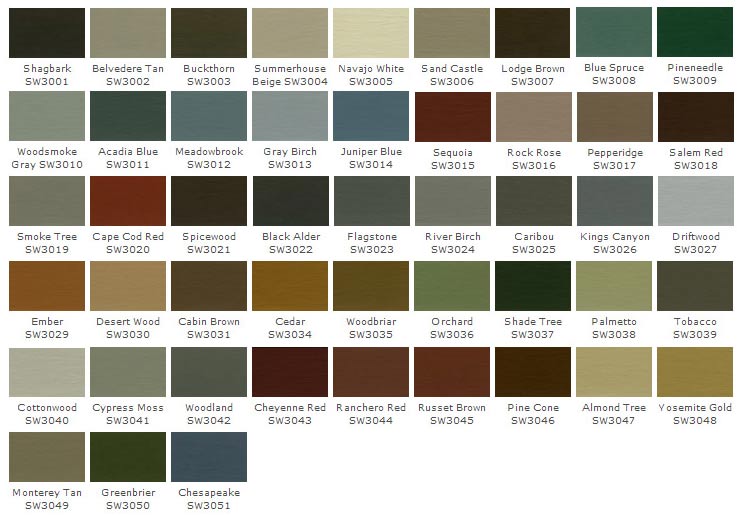 Shagbark
SW3001
Belvedere Tan
SW3002
Buckthorn
SW3003
Summerhouse
Beige SW3004
Navajo White
SW3005
Sand Castle
SW3006
Lodge Brown
SW3007
Blue Spruce
SW3008
Pineneedle
SW3009
Woodsmoke
Gray SW3010
Acadia Blue
SW3011
Meadowbrook
SW3012
Gray Birch
SW3013
Juniper Blue
SW3014
Sequoia
SW3015
Rock Rose
SW3016
Pepperidge
SW3017
Salem Red
SW3018
Smoke Tree
SW3019
Cape Cod Red
SW3020
Spicewood
SW3021
Black Alder
SW3022
Flagstone
SW3023
River Birch
SW3024
Caribou
SW3025
Kings Canyon
SW3026
Driftwood
SW3027
Ember
SW3029
Desert Wood
SW3030
Cabin Brown
SW3031
Cedar
SW3034
Woodbriar
SW3035
Orchard
SW3036
Shade Tree
SW3037
Palmetto
SW3038
Tobacco
SW3039
Cottonwood
SW3040
Cypress Moss
SW3041
Woodland
SW3042
Cheyenne Red
SW3043
Ranchero Red
SW3044
Russet Brown
SW3045
Pine Cone
SW3046
Almond Tree
SW3047
Yosemite Gold
SW3048
Monterey Tan
SW3049
Greenbrier
SW3050
Chesapeake
SW3051